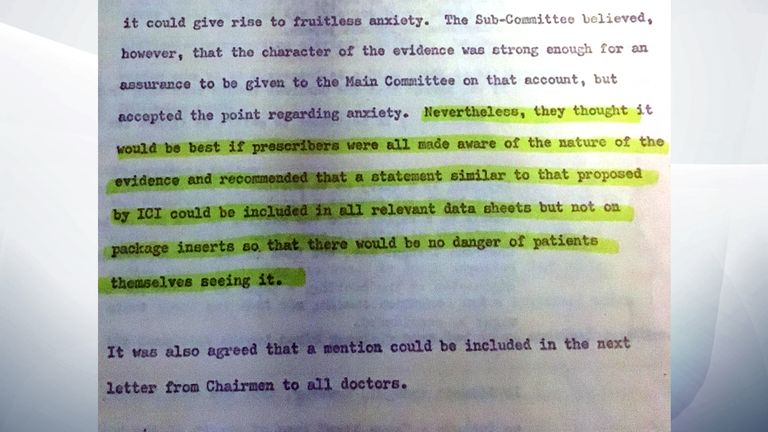 it could give rise to fruitless anxiety. The Sub-Committee believed,
however, that the character of the evidence was strong enough for an
assurance to be given to the Main Committee on that account, but
accepted the point regarding anxiety. Nevertheless, they thought it
would be best if prescribers were all made aware of the nature of the
evidence and recommended that a statement similar to that proposed
by ICI could be included in all relevant data sheets but not on
package inserts so that there would be no danger of patients
themselves seeing it.
It was also agreed that a mention could be included in the next
letter from Chairmen to all doctors.